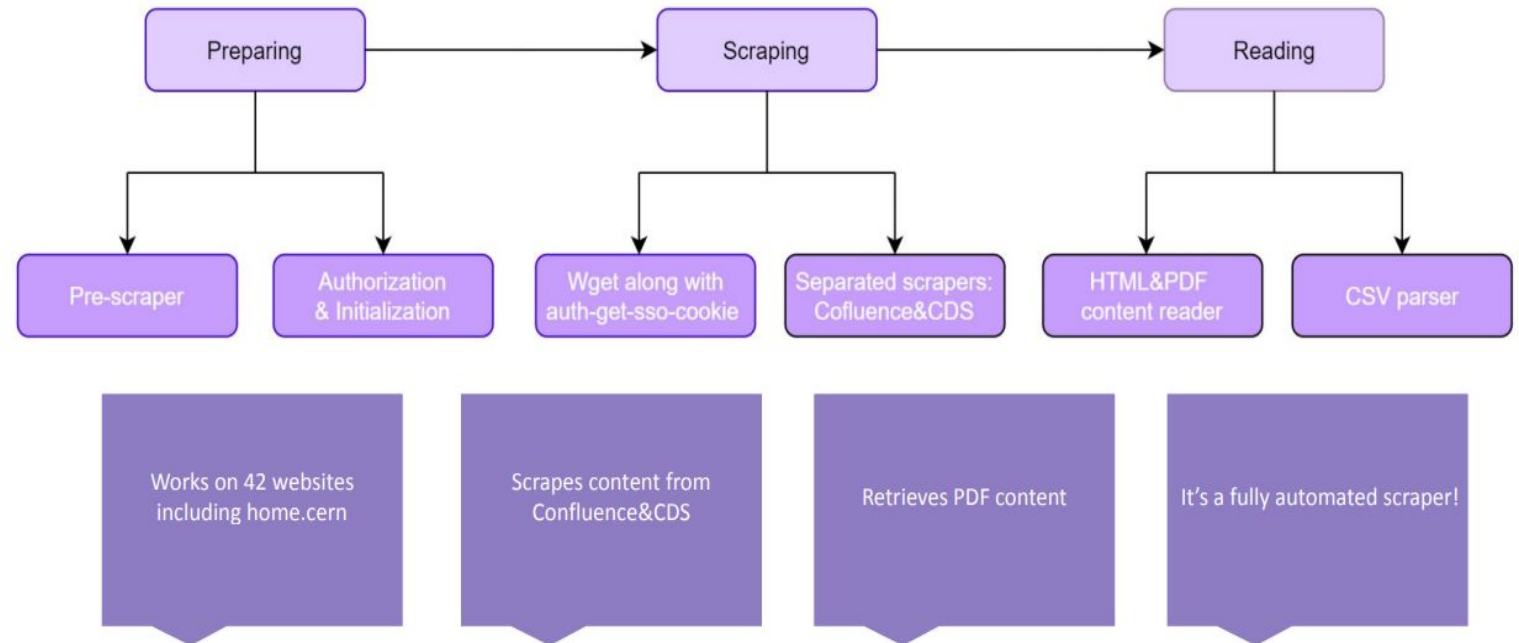 Preparing
Scraping
Reading
Pre-scraper
Authorization
& Initialization
Wget along with
auth-get-sso-cookie
Separated scrapers:
Cofluence&CDS
HTML&PDF
content reader
CSV parser
Works on 42 websites
including home.cern
Scrapes content from
Confluence&CDS
Retrieves PDF content
It's a fully automated scraper!